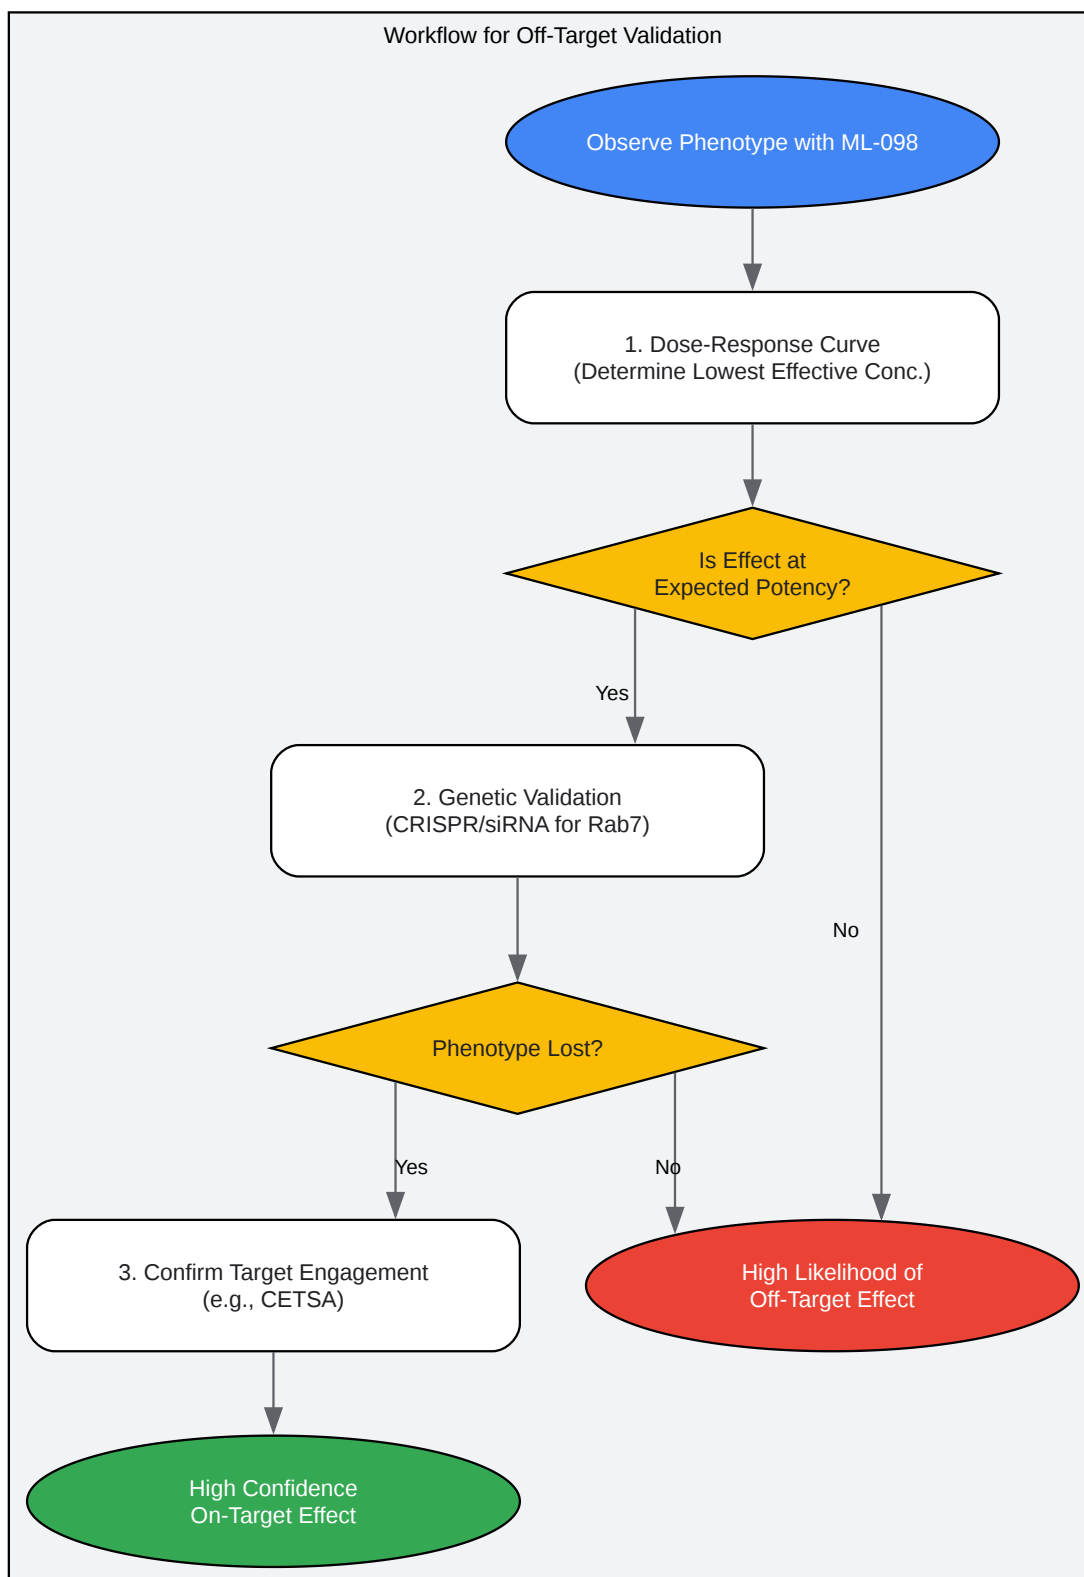 Workflow for Off-Target Validation
Observe Phenotype with ML-098
1. Dose-Response Curve
(Determine Lowest Effective Conc.)
Is Effect at
Expected Potency?
Yes
No
2. Genetic Validation
(CRISPR/siRNA for Rab7)
Phenotype Lost?
Yes
No
3. Confirm Target Engagement
(e.g., CETSA)
High Likelihood of
Off-Target Effect
High Confidence
On-Target Effect